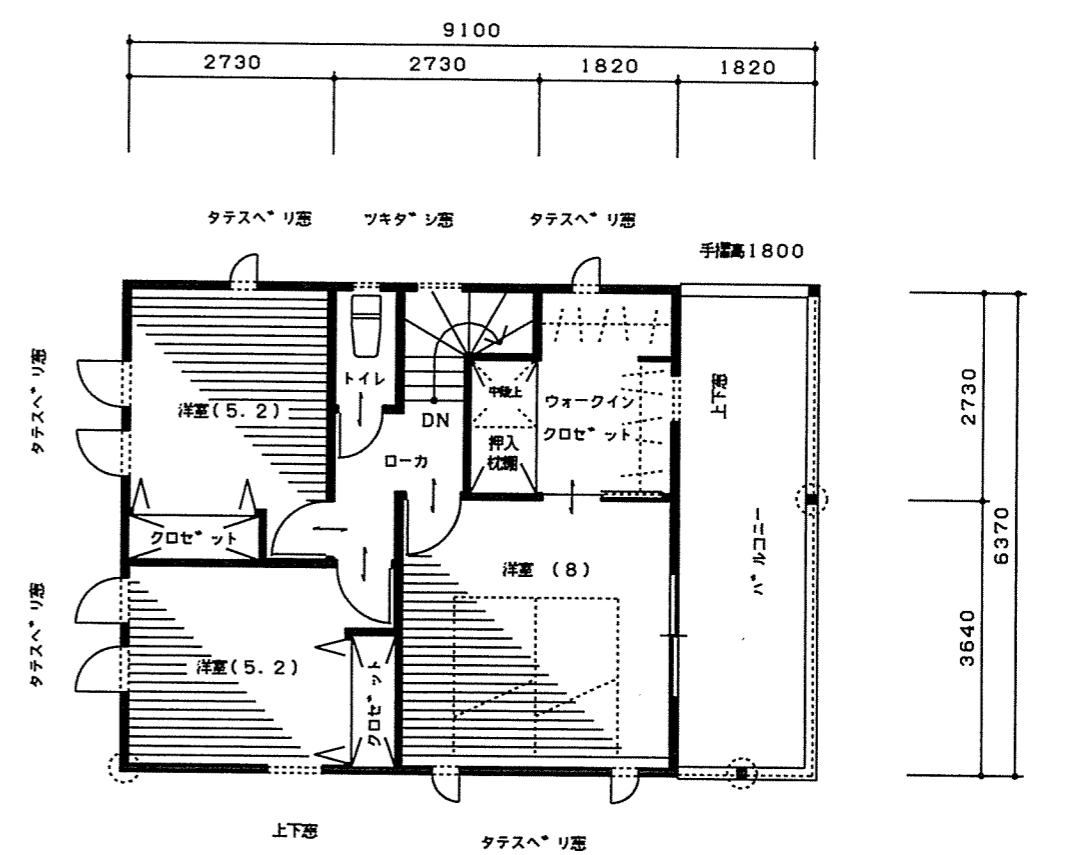 9100
2730
2730
1820
1820
タテスベリ窓
ツキダシ窓
タテスベリ窓
手摺高1800
タテスベリ窓
洋室(5.2)
トイレ
DN
中段上
ウォークイン
クロゼット
上下窓
2730
押入
枕棚
ローカ
クロゼット
バルコニー
6370
洋室 (8)
タテスベリ窓
洋室(5.2)
クロゼット
3640
上下窓
タテスベリ窓